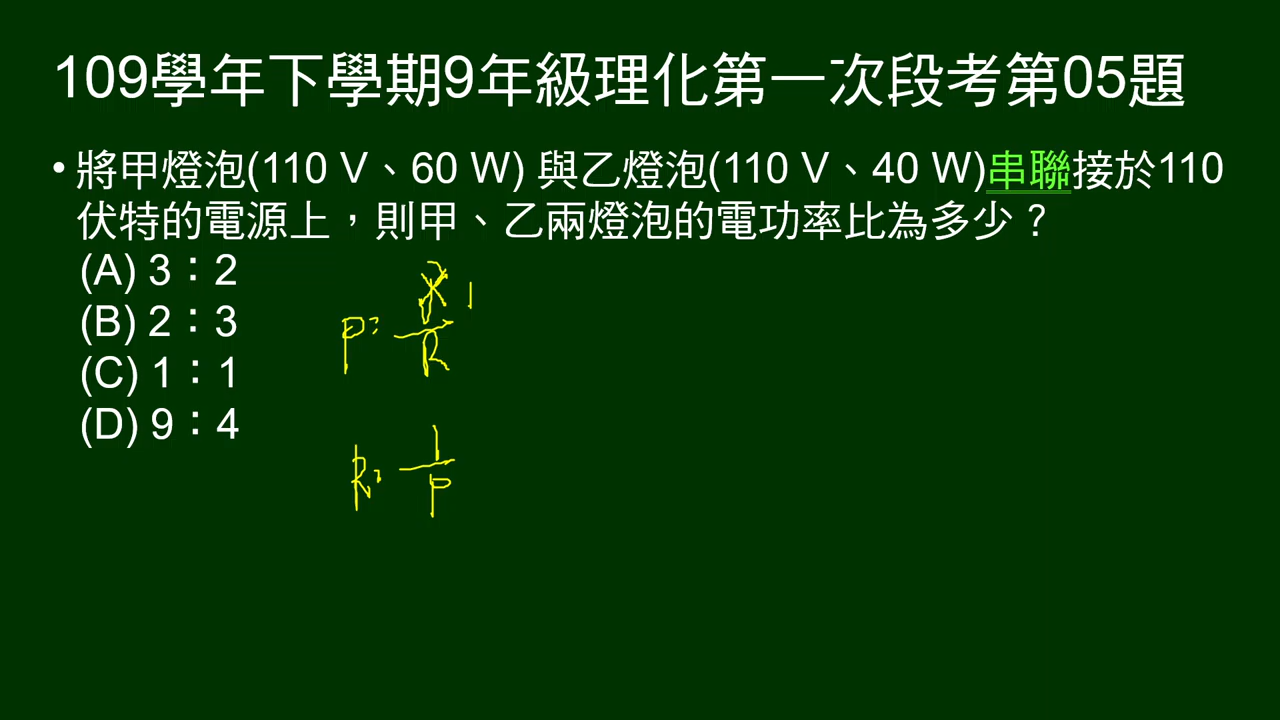 109學年下學期9年級理化第一次段考第05題
• 將甲燈泡(110 V、60 W) 與乙燈泡(110 V、40 W)串聯接於110
伏特的電源上，則甲、乙兩燈泡的電功率比為多少？
(A) 3：2
(B) 2：3
(C) 1：1
(D) 9：4
1
P=
R
1
R=
P